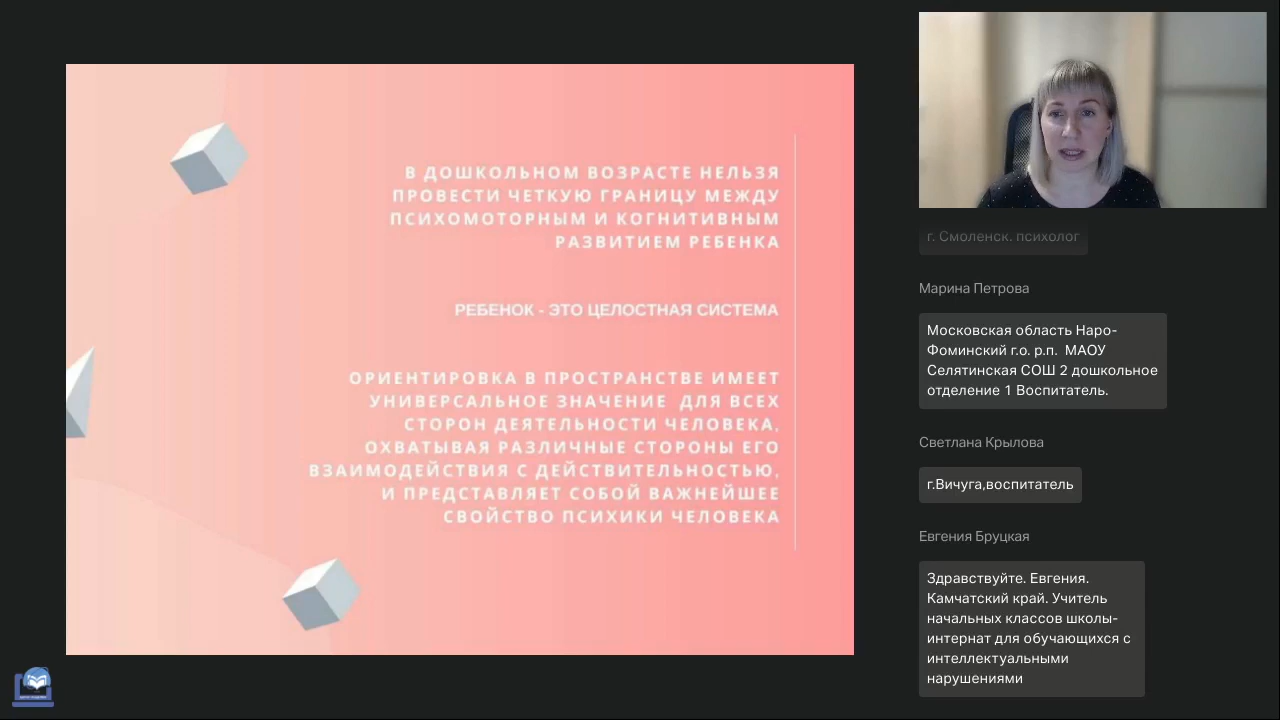 В ДОШКОЛЬНОМ ВОЗРАСТЕ НЕЛЬЗЯ
ПРОВЕСТИ ЧЕТКУЮ ГРАНИЦУ МЕЖДУ
ПСИХОМОТОРНЫМ И КОГНИТИВНЫМ
РАЗВИТИЕМ РЕБЕНКА
РЕБЕНОК - ЭТО ЦЕЛОСТНАЯ СИСТЕМА
ОРИЕНТИРОВКА В ПРОСТРАНСТВЕ ИМЕЕТ
УНИВЕРСАЛЬНОЕ ЗНАЧЕНИЕ ДЛЯ ВСЕХ
СТОРОН ДЕЯТЕЛЬНОСТИ ЧЕЛОВЕКА,
ОХВАТЫВАЯ РАЗЛИЧНЫЕ СТОРОНЫ ЕГО
ВЗАИМОДЕЙСТВИЯ С ДЕЙСТВИТЕЛЬНОСТЬЮ,
И ПРЕДСТАВЛЯЕТ СОБОЙ ВАЖНЕЙШЕЕ
СВОЙСТВО ПСИХИКИ ЧЕЛОВЕКА
г. Смоленск. психолог
Марина Петрова
Московская область Наро-
Фоминский г.о. р.п. МАОУ
Селятинская СОШ 2 дошкольное
отделение 1 Воспитатель.
Светлана Крылова
г.Вичуга,воспитатель
Евгения Бруцкая
Здравствуйте. Евгения.
Камчатский край. Учитель
начальных классов школы-
интернат для обучающихся с
интеллектуальными
нарушениями